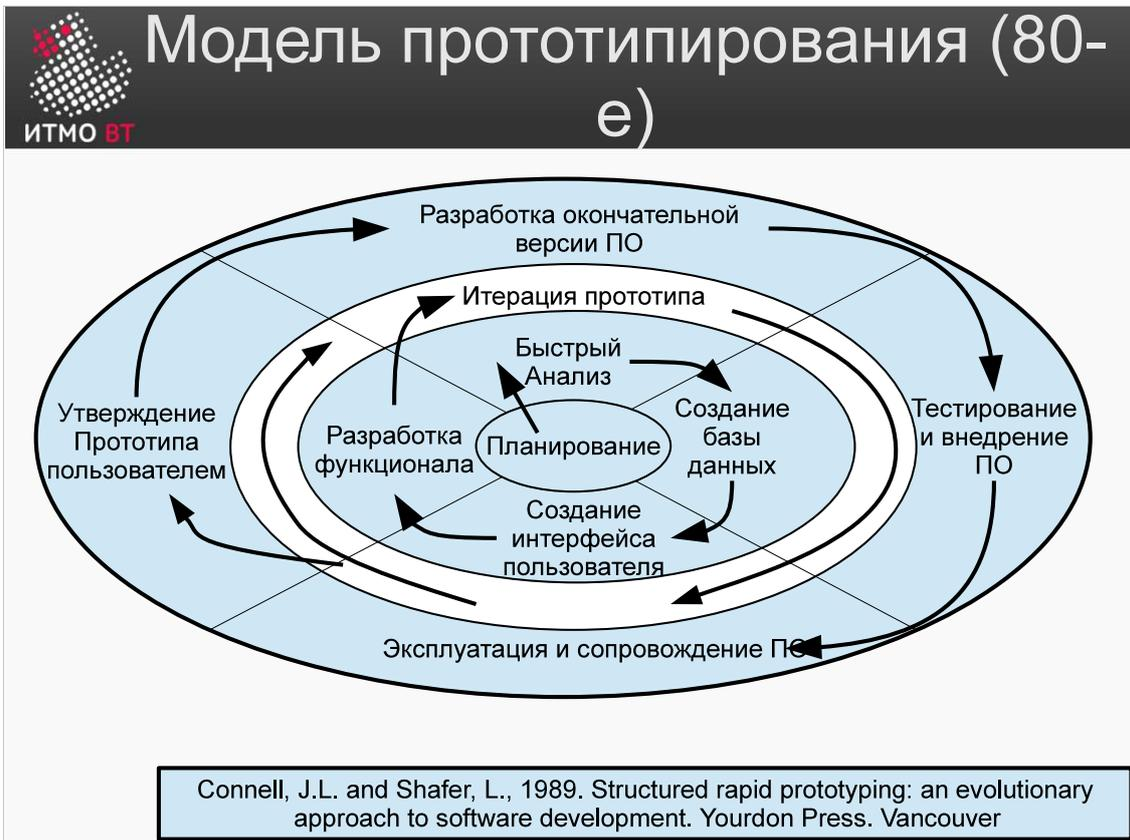 Модель прототипирования (80-
е)
ИТМО ВТ
Разработка окончательной
версии ПО
Итерация прототипа
Быстрый
Анализ
Создание
базы
данных
Утверждение
Прототипа
пользователем
Разработка
функционала
Планирование
Тестирование
и внедрение
ПО
Создание
интерфейса
пользователя
Эксплуатация и сопровождение ПО
Connell, J.L. and Shafer, L., 1989. Structured rapid prototyping: an evolutionary
approach to software development. Yourdon Press. Vancouver